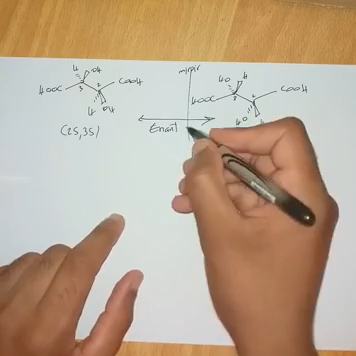 H OH
HOOC 3 2 COOH
H OH
(2S,3S)
mirror
HO H
HOOC 3 2 COOH
HO H
Enant